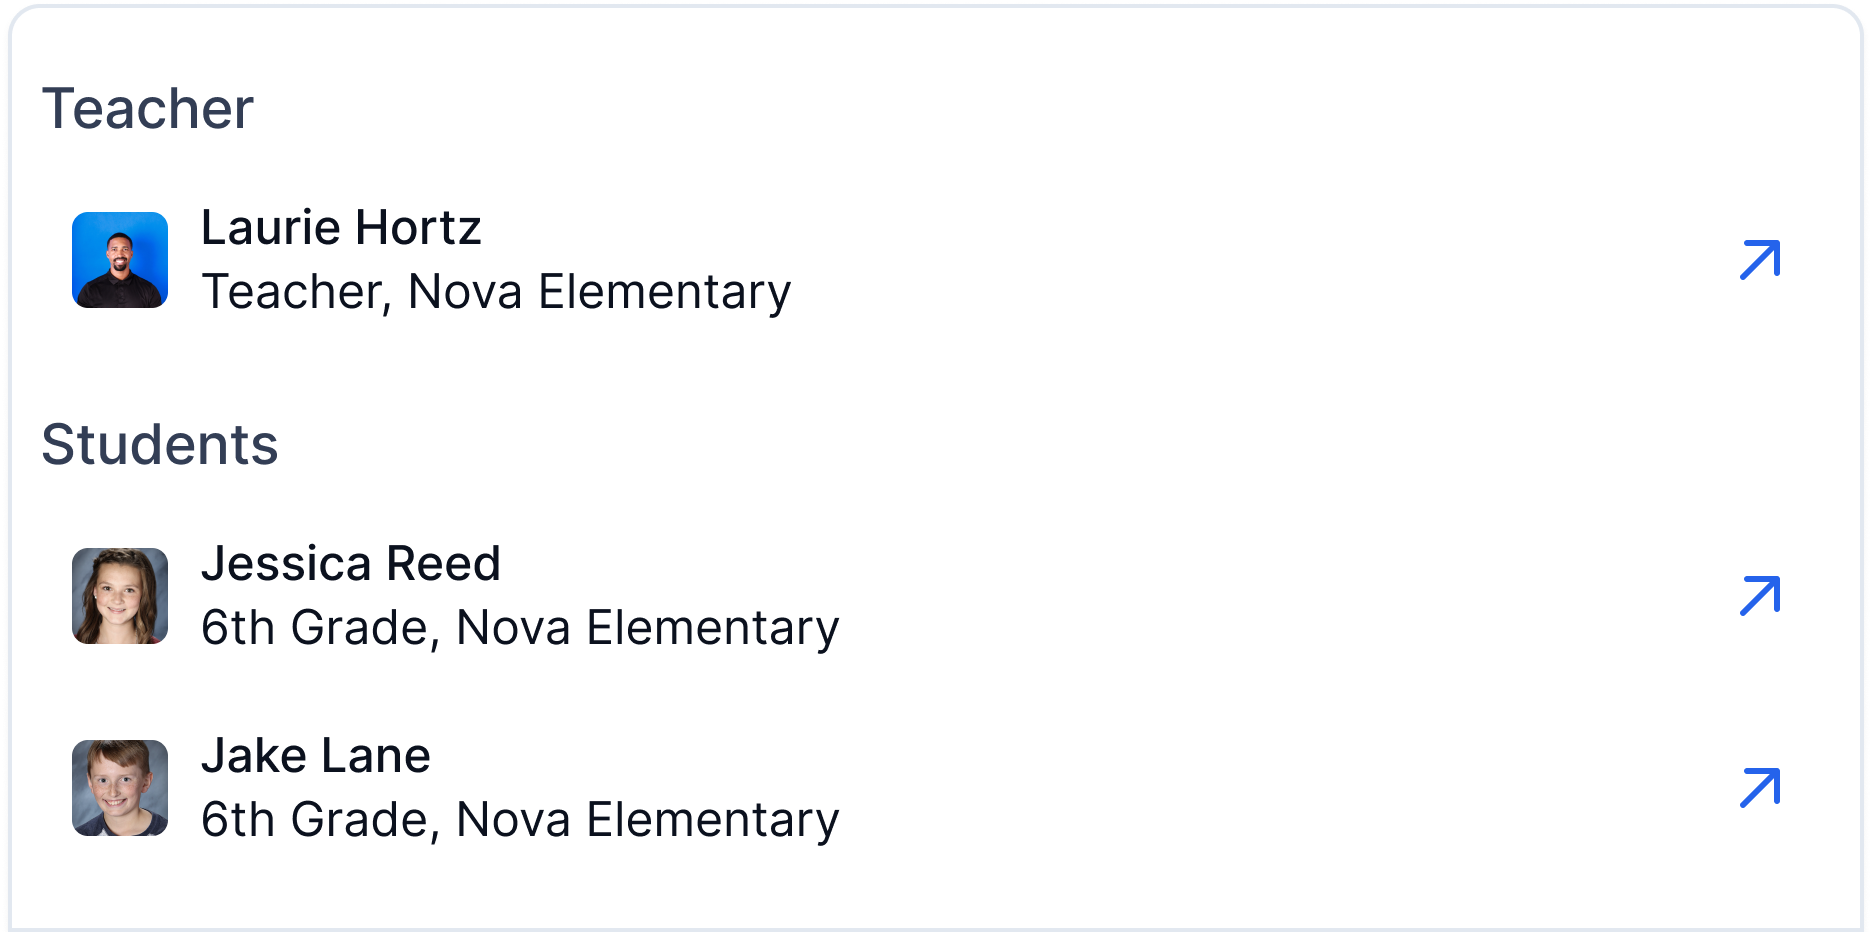 Teacher
Laurie Hortz
Teacher, Nova Elementary
Students
Jessica Reed
6th Grade, Nova Elementary
Jake Lane
6th Grade, Nova Elementary